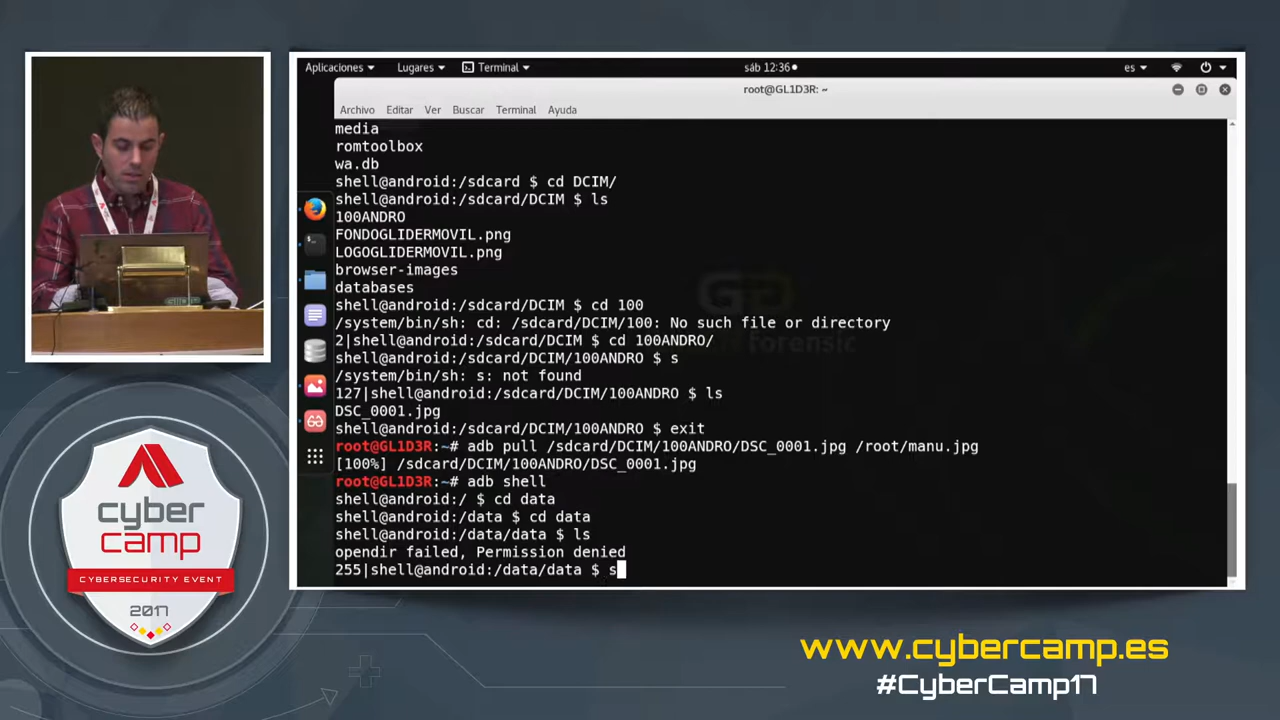 Aplicaciones
Lugares
Terminal
sáb 12:36
es
root@GL1D3R: ~
Archivo Editar Ver Buscar Terminal Ayuda
media
romtoolbox
wa.db
shell@android:/sdcard $ cd DCIM/
shell@android:/sdcard/DCIM $ ls
100ANDRO
FONDOGLIDERMOVIL.png
LOGOGLIDERMOVIL.png
browser-images
databases
shell@android:/sdcard/DCIM $ cd 100
/system/bin/sh: cd: /sdcard/DCIM/100: No such file or directory
2|shell@android:/sdcard/DCIM $ cd 100ANDRO/
shell@android:/sdcard/DCIM/100ANDRO $ s
/system/bin/sh: s: not found
127|shell@android:/sdcard/DCIM/100ANDRO $ ls
DSC_0001.jpg
shell@android:/sdcard/DCIM/100ANDRO $ exit
root@GL1D3R:~# adb pull /sdcard/DCIM/100ANDRO/DSC_0001.jpg /root/manu.jpg
[100%] /sdcard/DCIM/100ANDRO/DSC_0001.jpg
root@GL1D3R:~# adb shell
shell@android:/ $ cd data
shell@android:/data $ cd data
shell@android:/data/data $ ls
opendir failed, Permission denied
255|shell@android:/data/data $ s
forensic
cyber
camp
CYBERSECURITY EVENT
2017
www.cybercamp.es
#CyberCamp17